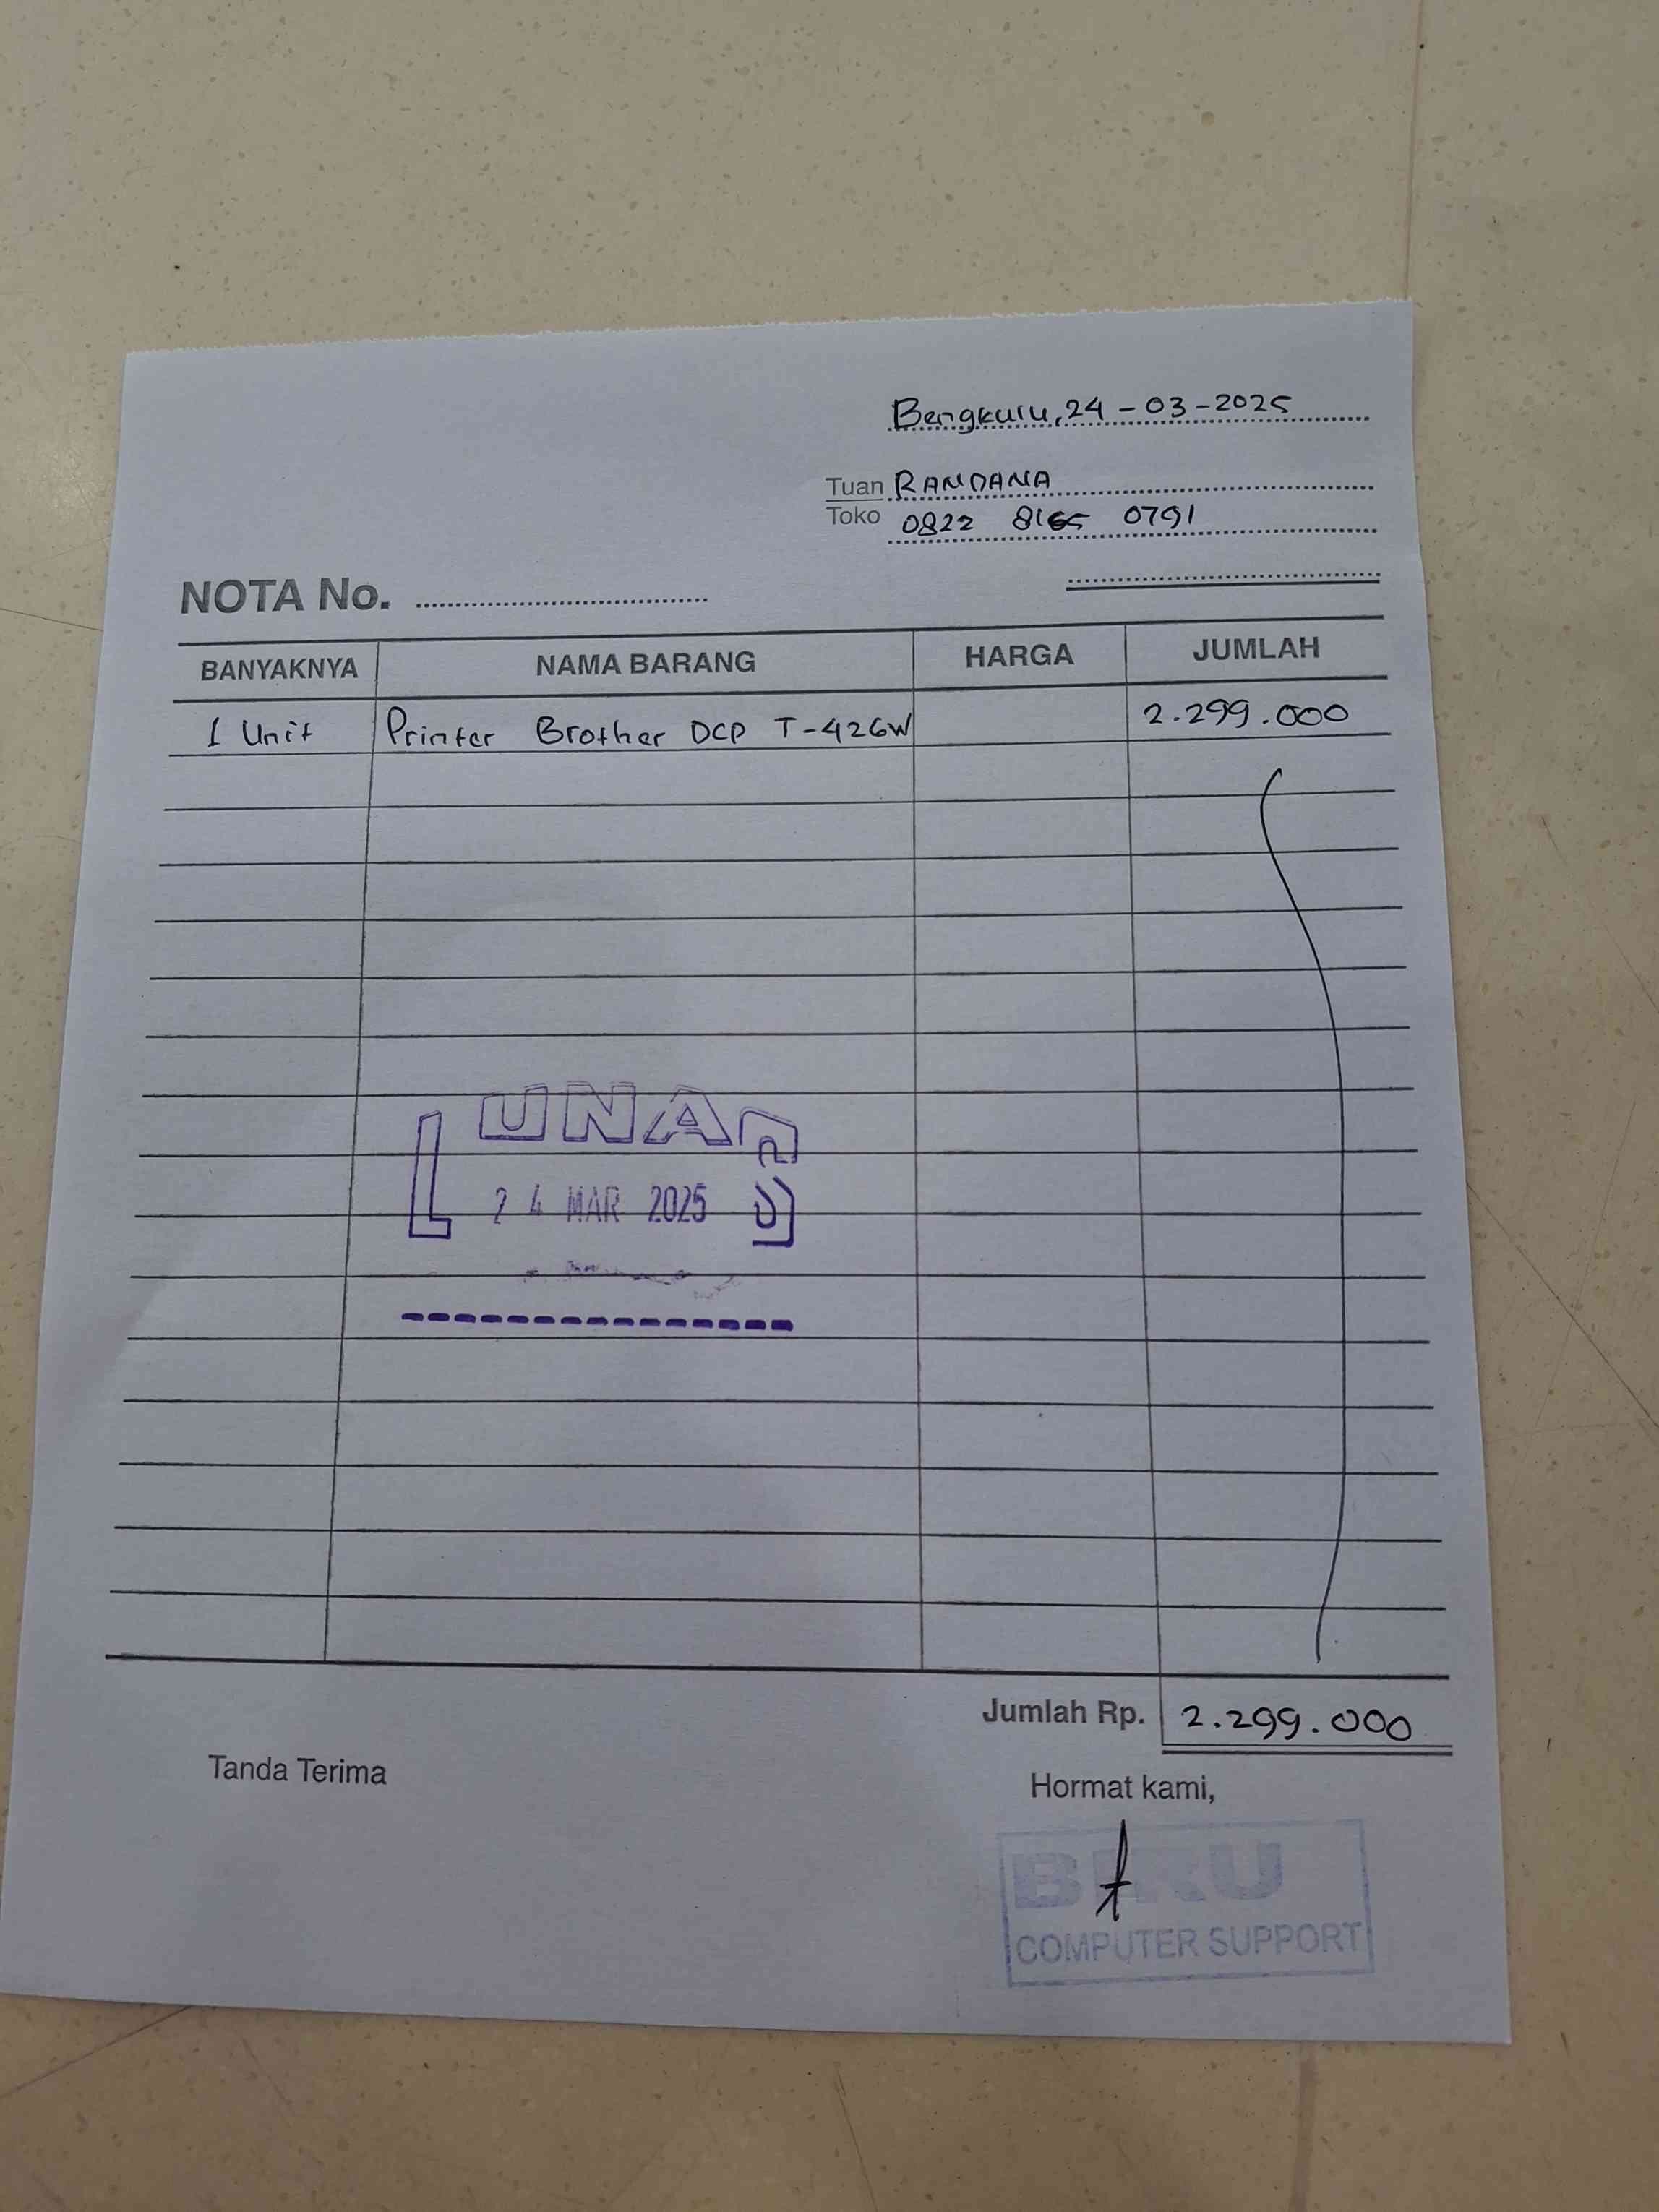 Bengkulu, 24-03-2025
Tuan RANDANA
Toko 0822 8165 0791
NOTA No.
BANYAKNYA NAMA BARANG HARGA JUMLAH
1 Unit Printer Brother DCP T-426W 2.299.000
LUNAS
24 MAR 2025
Jumlah Rp. 2.299.000
Tanda Terima
Hormat kami,
BIRU
COMPUTER SUPPORT